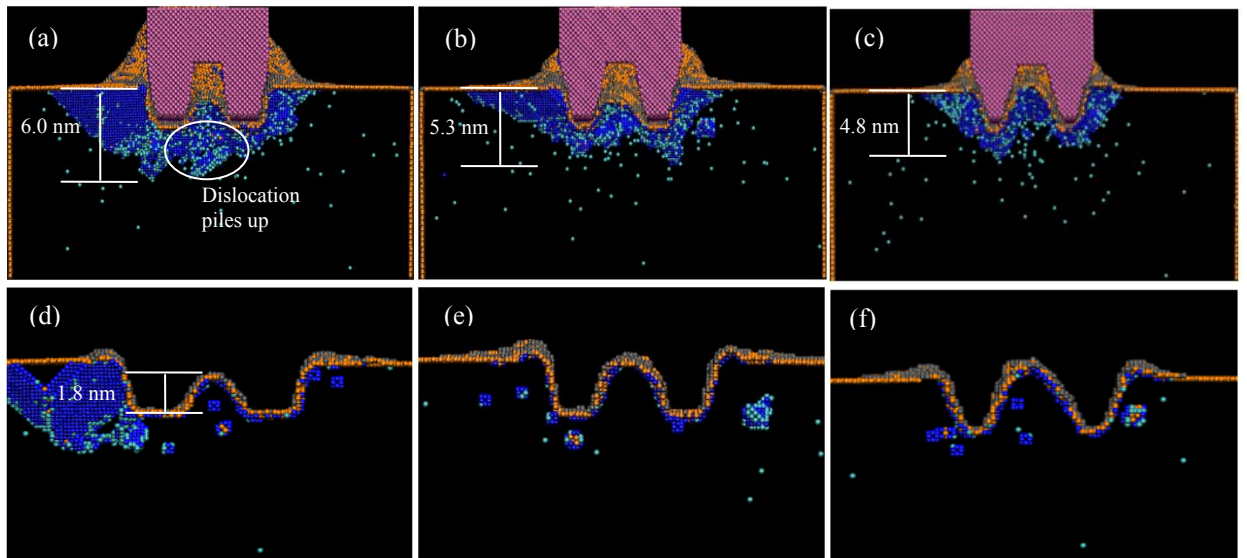 (a)
(b)
(c)
6.0 nm
5.3 nm
4.8 nm
Dislocation
piles up
(d)
(e)
(f)
1.8 nm